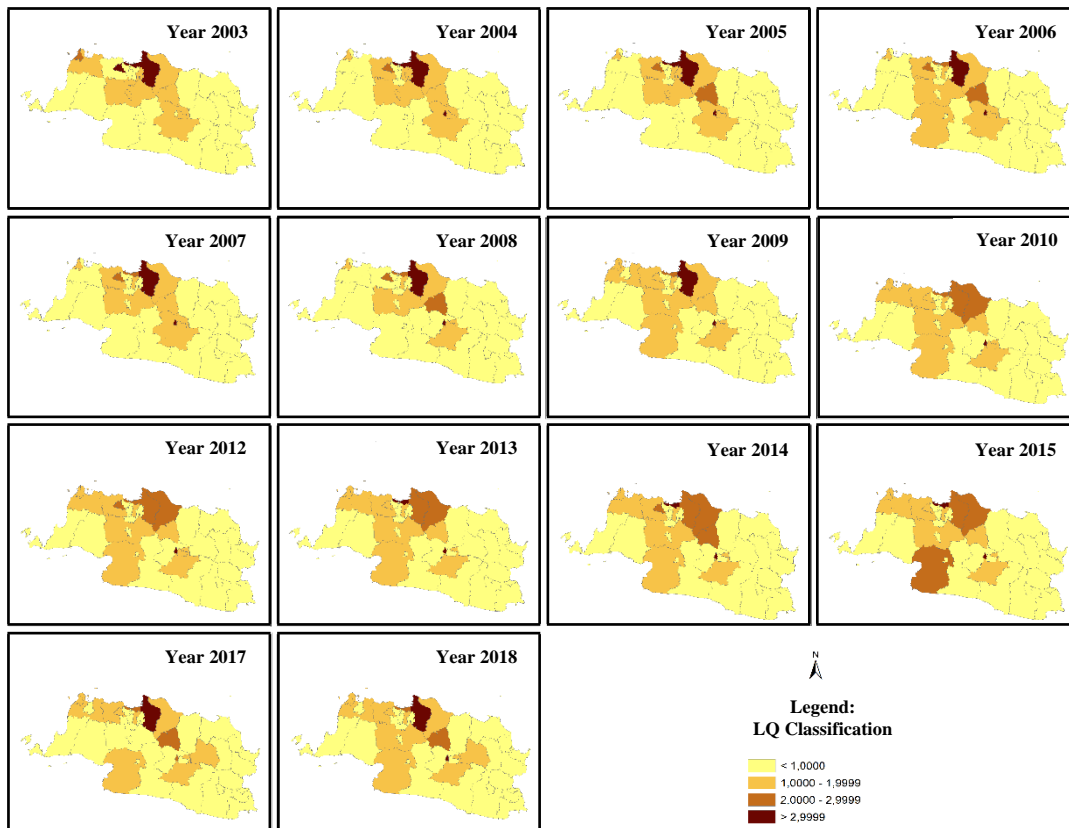 Year 2003
Year 2004
Year 2005
Year 2006
Year 2007
Year 2008
Year 2009
Year 2010
Year 2012
Year 2013
Year 2014
Year 2015
Year 2017
Year 2018
N
Legend:
LQ Classification
< 1,0000
1,0000 - 1,9999
2.0000 - 2,9999
> 2,9999